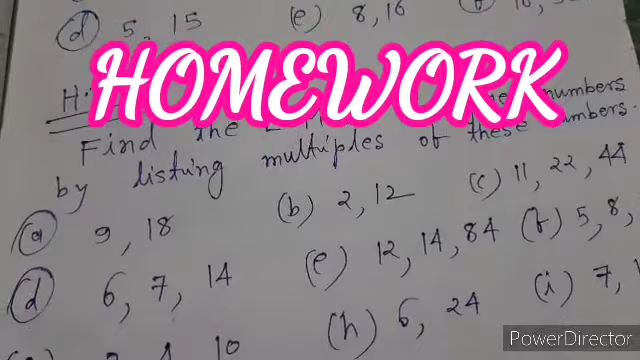 (d) 5, 15 (e) 8, 16
HOMEWORK
Find the numbers
by listing multiples of these numbers
(a) 9, 18 (b) 2, 12 (c) 11, 22, 44
(d) 6, 7, 14 (e) 12, 14, 84 (f) 5, 8,
(h) 6, 24 (i) 7,
10
PowerDirector